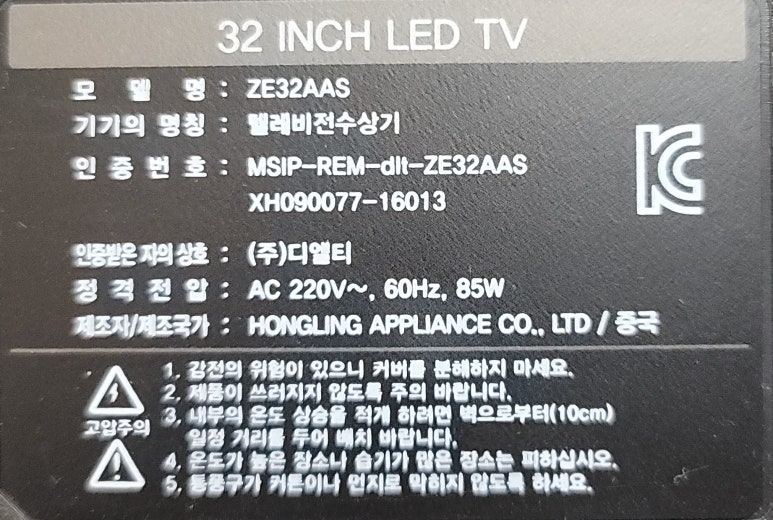 32 INCH LED TV
모 델 명 : ZE32AAS
기기의 명칭 : 텔레비전수상기
인 증 번 호 : MSIP-REM-dlt-ZE32AAS
XH090077-16013
인증받은 자의 상호 : (주)디엘티
정 격 전 압 : AC 220V~, 60Hz, 85W
제조자/제조국가 : HONGLING APPLIANCE CO., LTD / 중국
1. 감전의 위험이 있으니 커버를 분해하지 마세요.
2. 제품이 쓰러지지 않도록 주의 바랍니다.
3. 내부의 온도 상승을 적게 하려면 벽으로부터(10cm)
일정 거리를 두어 배치 바랍니다.
4. 온도가 높은 장소나 습기가 많은 장소는 피하십시오.
5. 통풍구가 커튼이나 먼지로 막히지 않도록 하세요.
고압주의